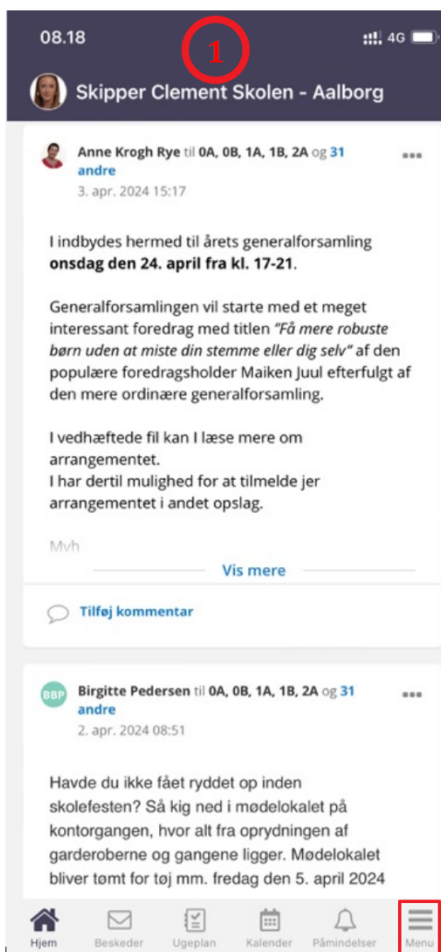 08.18
1
4G
Skipper Clement Skolen - Aalborg
Anne Krogh Rye til 0A, 0B, 1A, 1B, 2A og 31
andre
3. apr. 2024 15:17
I indbydes hermed til årets generalforsamling
onsdag den 24. april fra kl. 17-21.
Generalforsamlingen vil starte med et meget
interessant foredrag med titlen "Få mere robuste
børn uden at miste din stemme eller dig selv" af den
populære foredragsholder Maiken Juul efterfulgt af
den mere ordinære generalforsamling.
I vedhæftede fil kan I læse mere om
arrangementet.
I har dertil mulighed for at tilmelde jer
arrangementet i andet opslag.
Mvh
Vis mere
Tilføj kommentar
BBP
Birgitte Pedersen til 0A, 0B, 1A, 1B, 2A og 31
andre
2. apr. 2024 08:51
Havde du ikke fået ryddet op inden
skolefesten? Så kig ned i mødelokalet på
kontorgangen, hvor alt fra oprydningen af
garderoberne og gangene ligger. Mødelokalet
bliver tømt for tøj mm. fredag den 5. april 2024
Hjem Beskeder Ugeplan Kalender Påmindelser Menu